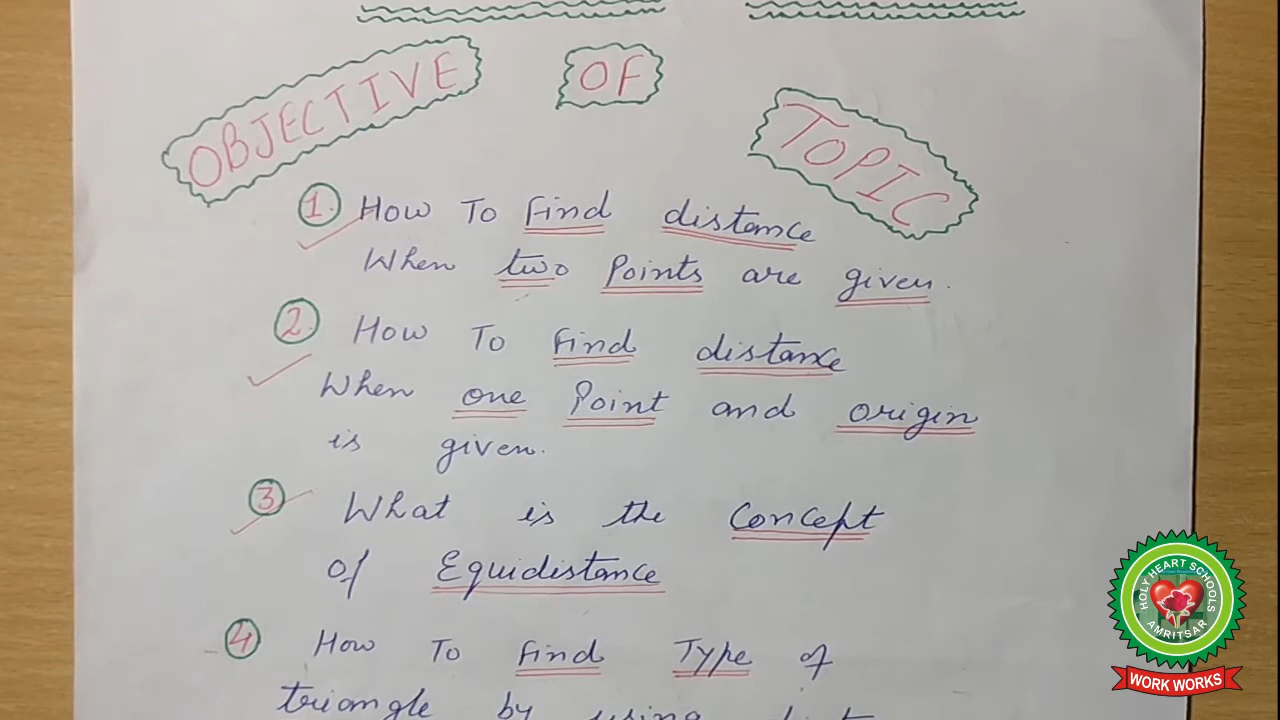 OBJECTIVE OF TOPIC
1. How To Find distance
When two Points are given.
2. How To Find distance
When one Point and origin
is given.
3 What is the Concept
of Equidistance
4 How To Find Type of
triangle by using
HOLY HEART SCHOOLS
AMRITSAR
WORK WORKS